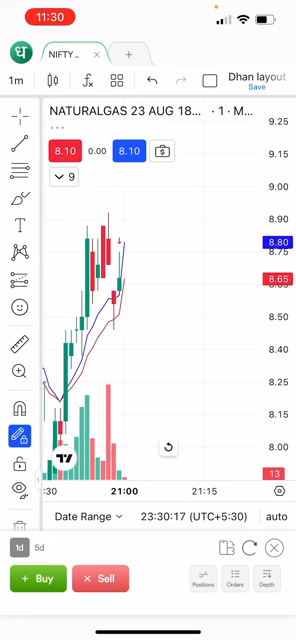 11:30
ध
NIFTY ..
1m
Dhan layout
Save
NATURALGAS 23 AUG 18... · 1 · M...
9.25
9.15
9.00
8.90
8.80
8.75
8.65
8.50
8.40
8.25
8.15
8.00
13
8.10
0.00
8.10
9
:30
21:00
21:15
Date Range
23:30:17 (UTC+5:30)
auto
1d
5d
+ Buy
× Sell
Positions
Orders
Depth